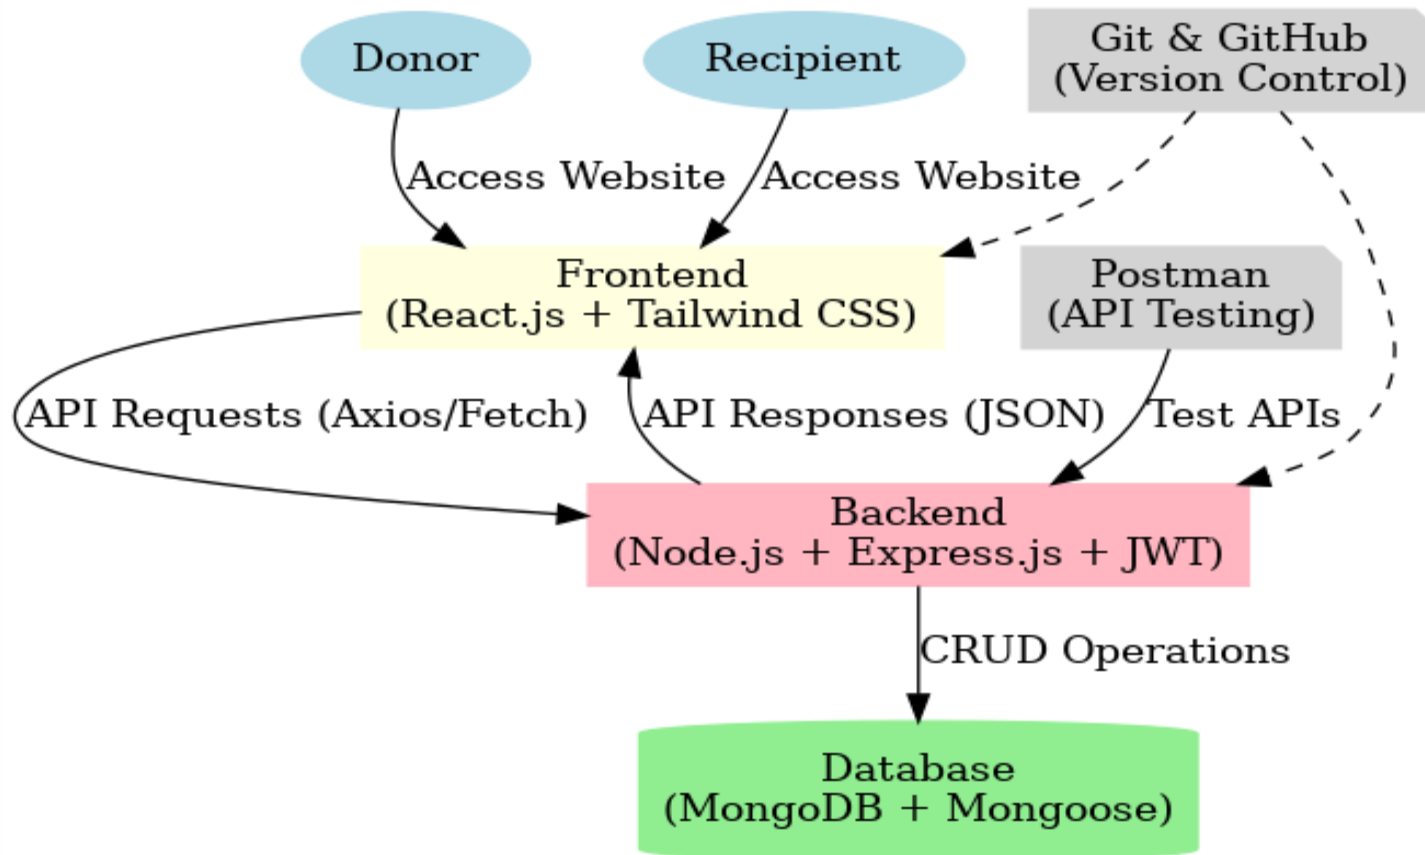 Donor
Recipient
Git & GitHub
(Version Control)
Access Website
Access Website
Frontend
(React.js + Tailwind CSS)
Postman
(API Testing)
API Requests (Axios/Fetch)
API Responses (JSON)
Test APIs
Backend
(Node.js + Express.js + JWT)
CRUD Operations
Database
(MongoDB + Mongoose)